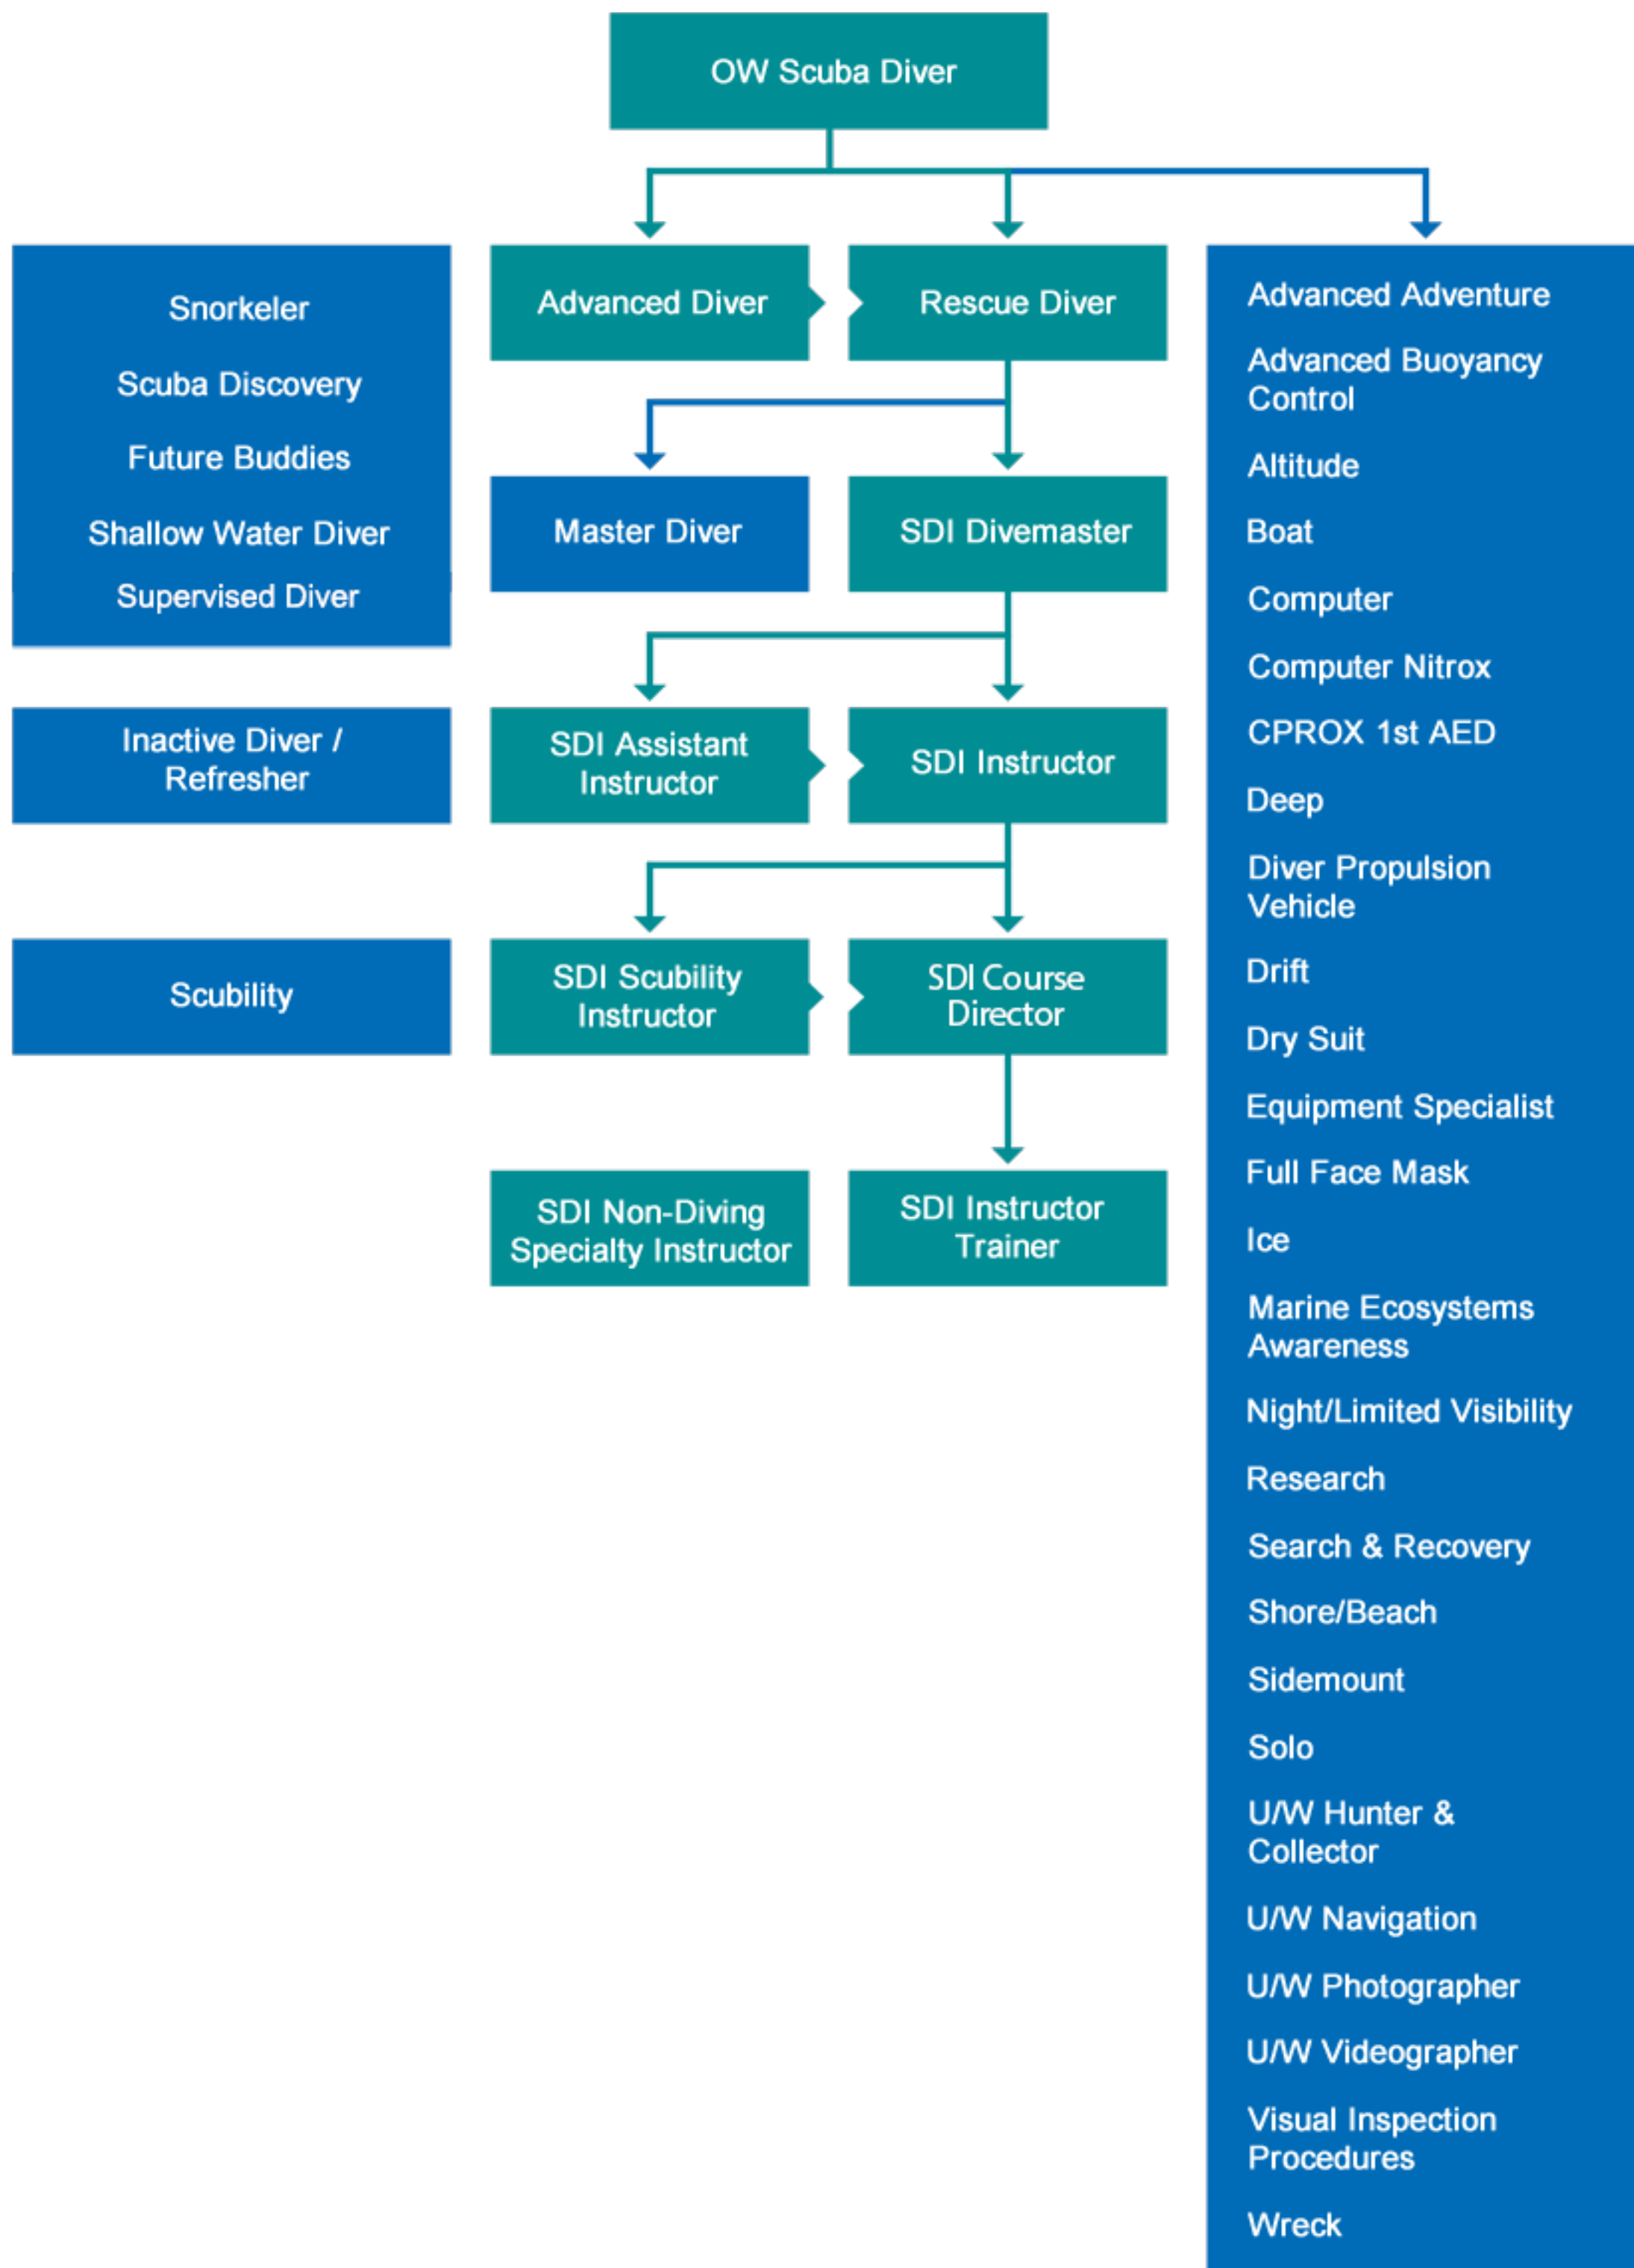 OW Scuba Diver
Snorkeler
Scuba Discovery
Future Buddies
Shallow Water Diver
Supervised Diver
Inactive Diver /
Refresher
Scubility
Advanced Diver
Rescue Diver
Master Diver
SDI Divemaster
SDI Assistant
Instructor
SDI Instructor
SDI Scubility
Instructor
SDI Course
Director
SDI Non-Diving
Specialty Instructor
SDI Instructor
Trainer
Advanced Adventure
Advanced Buoyancy
Control
Altitude
Boat
Computer
Computer Nitrox
CPROX 1st AED
Deep
Diver Propulsion
Vehicle
Drift
Dry Suit
Equipment Specialist
Full Face Mask
Ice
Marine Ecosystems
Awareness
Night/Limited Visibility
Research
Search & Recovery
Shore/Beach
Sidemount
Solo
U/W Hunter &
Collector
U/W Navigation
U/W Photographer
U/W Videographer
Visual Inspection
Procedures
Wreck